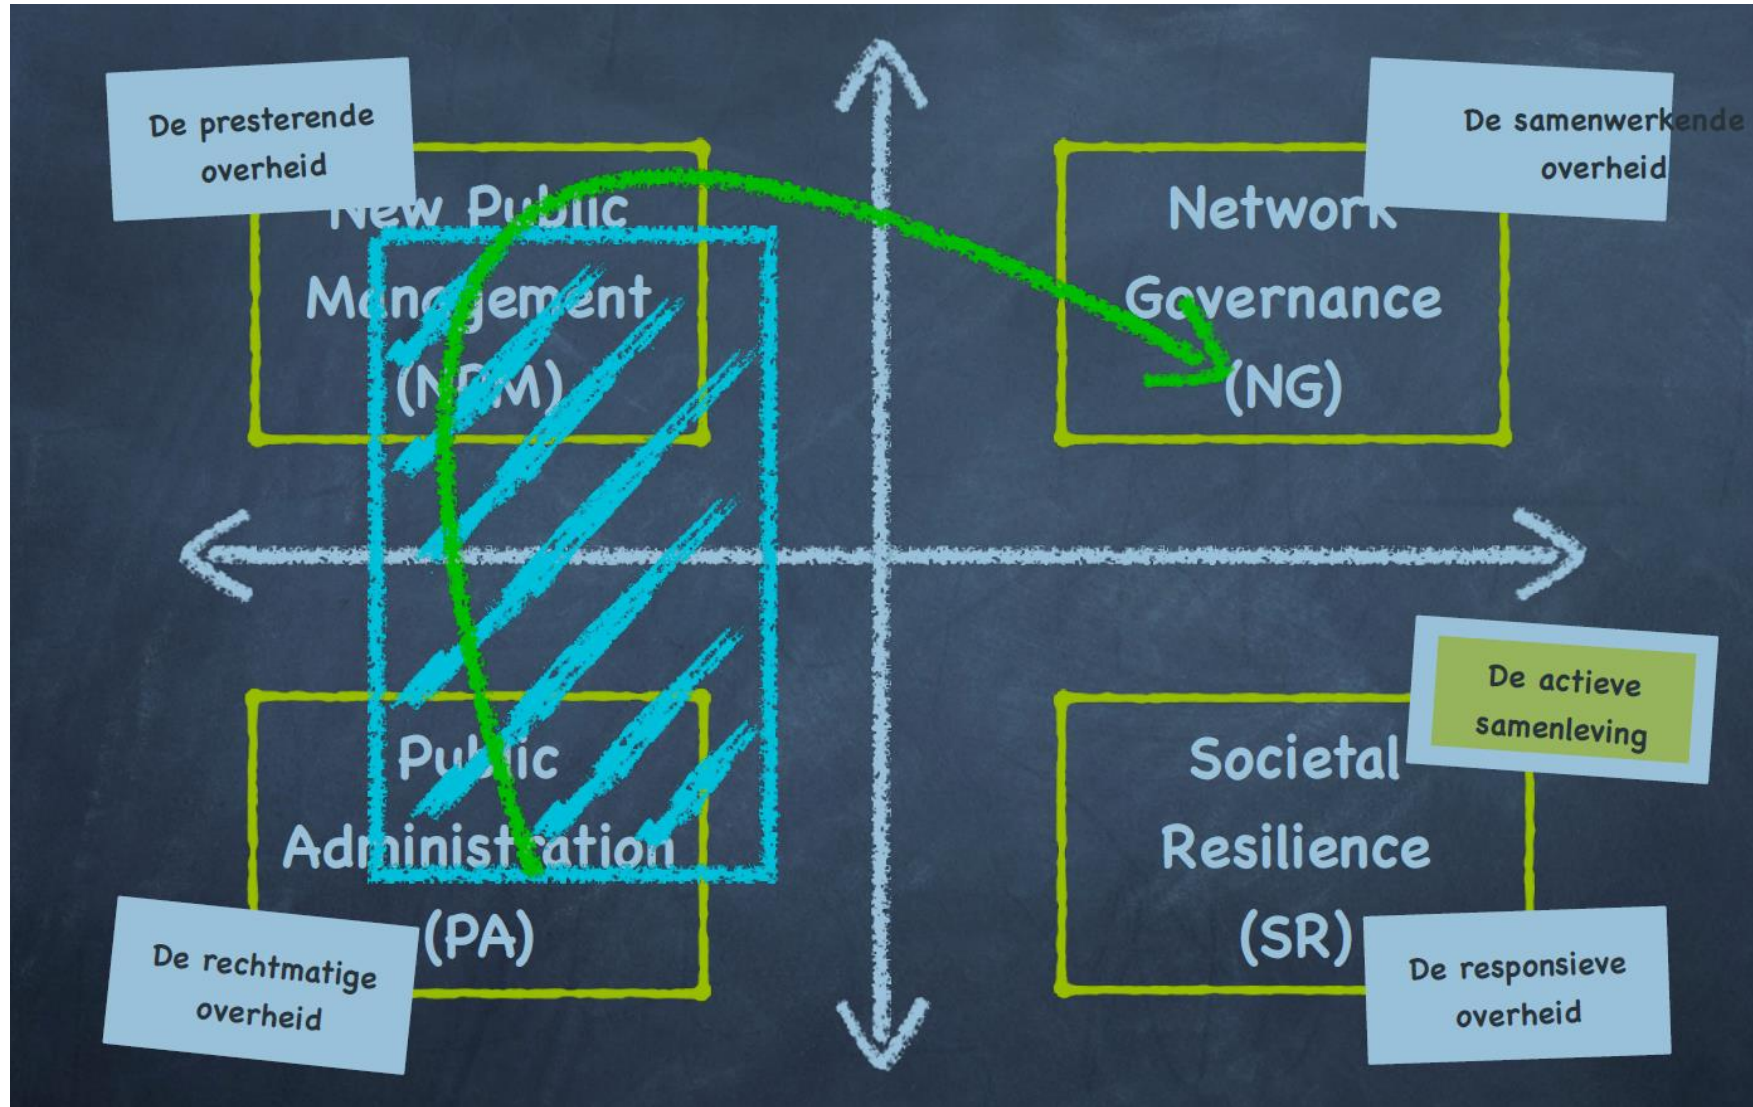 De presterende
overheid
New Public
Management
(NPM)
De samenwerkende
overheid
Network
Governance
(NG)
Public
Administration
(PA)
De rechtmatige
overheid
De actieve
samenleving
Societal
Resilience
(SR)
De responsieve
overheid